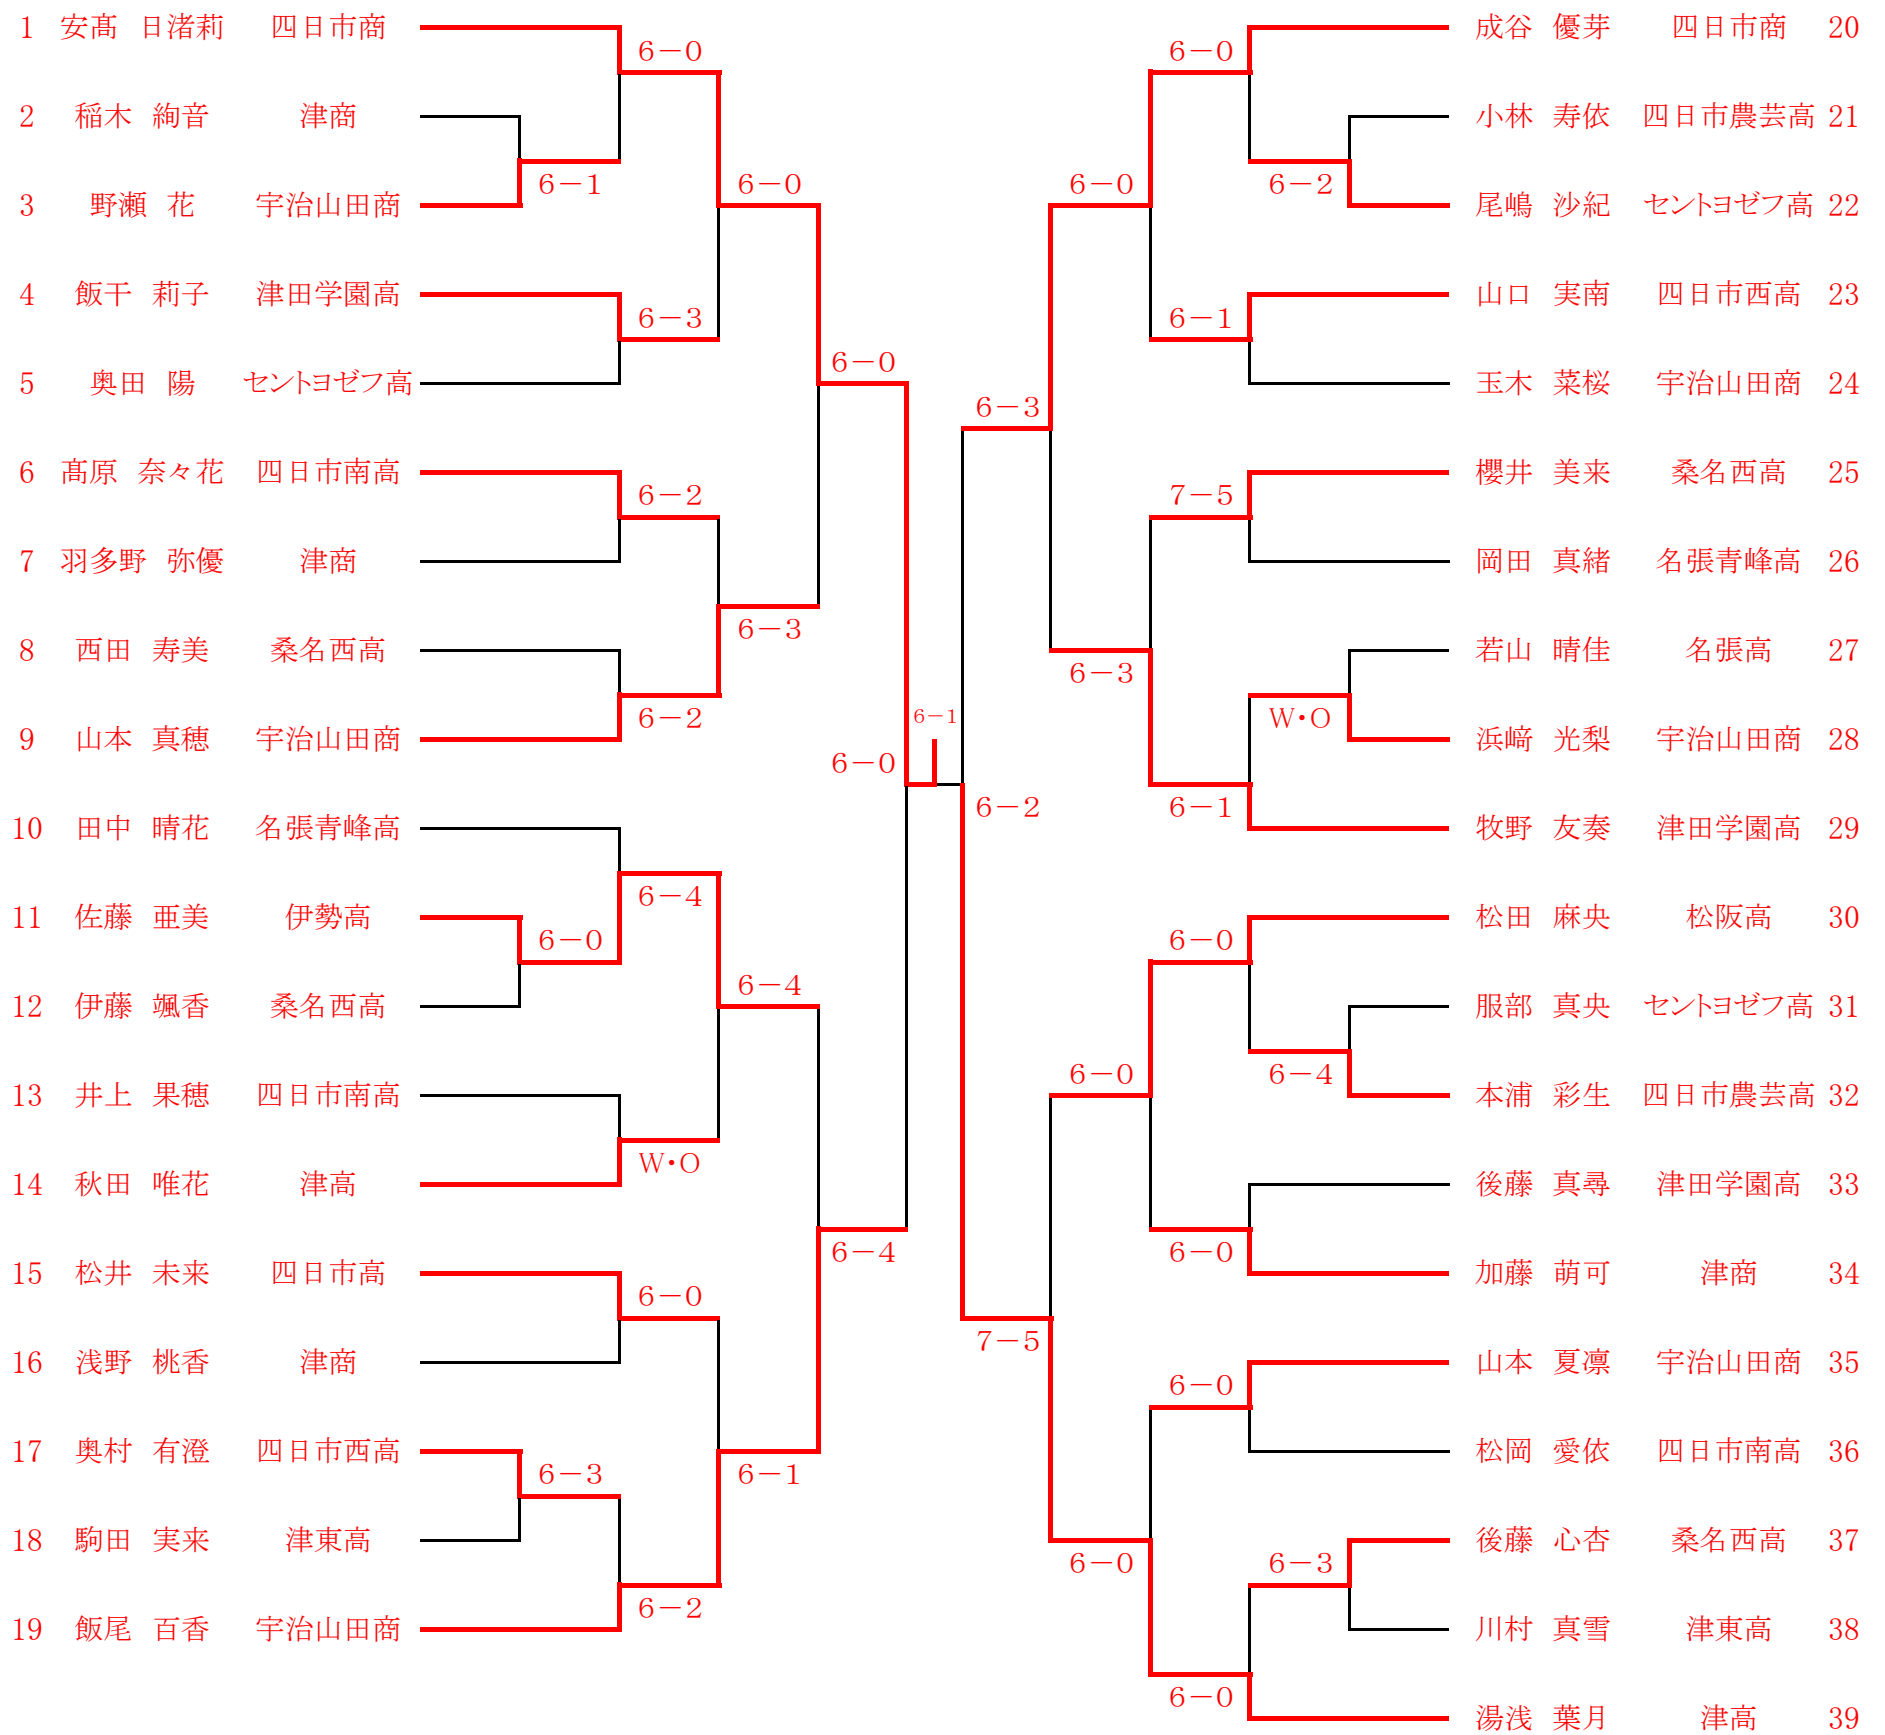 1 安髙 日渚莉 四日市商
2 稲木 絢音 津商
3 野瀬 花 宇治山田商
4 飯干 莉子 津田学園高
5 奥田 陽 セントヨゼフ高
6 髙原 奈々花 四日市南高
7 羽多野 弥優 津商
8 西田 寿美 桑名西高
9 山本 真穂 宇治山田商
10 田中 晴花 名張青峰高
11 佐藤 亜美 伊勢高
12 伊藤 颯香 桑名西高
13 井上 果穂 四日市南高
14 秋田 唯花 津高
15 松井 未来 四日市高
16 浅野 桃香 津商
17 奥村 有澄 四日市西高
18 駒田 実来 津東高
19 飯尾 百香 宇治山田商
6-1
6-0
6-3
6-0
6-3
6-2
6-2
6-0
6-2
W・O
6-4
6-0
6-2
6-0
6-3
6-4
6-1
6-0
6-4
6-0
6-1
6-2
6-3
7-5
6-0
6-3
6-0
6-0
6-0
6-1
7-5
6-1
6-0
6-0
6-0
6-0
6-2
W・O
6-4
6-3
成谷 優芽 四日市商 20
小林 寿依 四日市農芸高 21
尾嶋 沙紀 セントヨゼフ高 22
山口 実南 四日市西高 23
玉木 菜桜 宇治山田商 24
櫻井 美来 桑名西高 25
岡田 真緒 名張青峰高 26
若山 晴佳 名張高 27
浜﨑 光梨 宇治山田商 28
牧野 友奏 津田学園高 29
松田 麻央 松阪高 30
服部 真央 セントヨゼフ高 31
本浦 彩生 四日市農芸高 32
後藤 真尋 津田学園高 33
加藤 萌可 津商 34
山本 夏凛 宇治山田商 35
松岡 愛依 四日市南高 36
後藤 心杏 桑名西高 37
川村 真雪 津東高 38
湯浅 葉月 津高 39